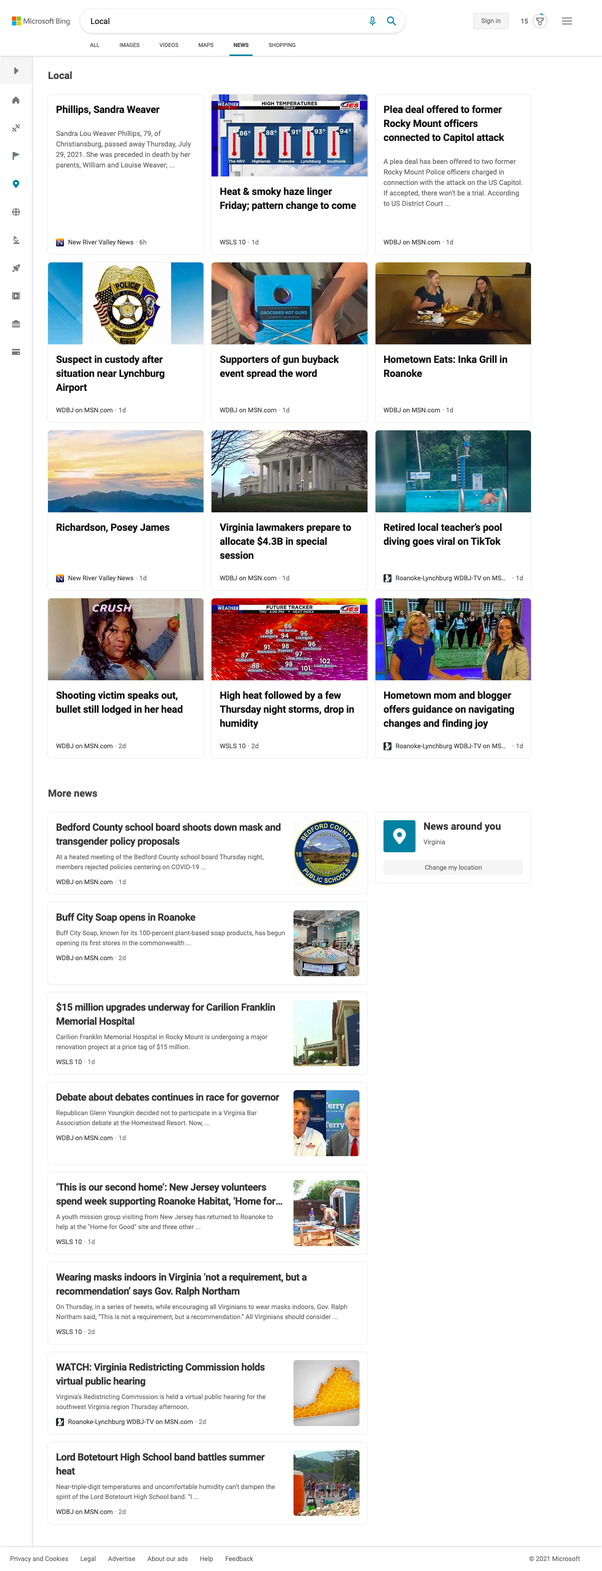 Microsoft Bing
Local
Sign in
15
ALL
IMAGES
VIDEOS
MAPS
NEWS
SHOPPING
Local
Phillips, Sandra Weaver
Sandra Lou Weaver Phillips, 79, of
Christiansburg, passed away Thursday, July
29, 2021. She was preceded in death by her
parents, William and Louise Weaver; ...
New River Valley News · 6h
WEATHER
HIGH TEMPERATURES
86° 88° 91° 93° 94°
The NRV Highlands Roanoke Lynchburg Southside
Heat & smoky haze linger
Friday; pattern change to come
WSLS 10 · 1d
Plea deal offered to former
Rocky Mount officers
connected to Capitol attack
A plea deal has been offered to two former
Rocky Mount Police officers charged in
connection with the attack on the US Capitol.
If accepted, there won't be a trial. According
to US District Court ...
WDBJ on MSN.com · 1d
POLICE
Suspect in custody after
situation near Lynchburg
Airport
WDBJ on MSN.com · 1d
GROCERIES NOT GUNS
Supporters of gun buyback
event spread the word
WDBJ on MSN.com · 1d
Hometown Eats: Inka Grill in
Roanoke
WDBJ on MSN.com · 1d
Richardson, Posey James
New River Valley News · 1d
Virginia lawmakers prepare to
allocate $4.3B in special
session
WDBJ on MSN.com · 1d
Retired local teacher's pool
diving goes viral on TikTok
Roanoke-Lynchburg WDBJ-TV on MS... · 1d
CRUSH
Shooting victim speaks out,
bullet still lodged in her head
WDBJ on MSN.com · 2d
WEATHER
FUTURE TRACKER
High heat followed by a few
Thursday night storms, drop in
humidity
WSLS 10 · 2d
Hometown mom and blogger
offers guidance on navigating
changes and finding joy
Roanoke-Lynchburg WDBJ-TV on MS... · 1d
More news
Bedford County school board shoots down mask and
transgender policy proposals
At a heated meeting of the Bedford County school board Thursday night,
members rejected policies centering on COVID-19 ...
WDBJ on MSN.com · 1d
BEDFORD COUNTY
18 46
PUBLIC SCHOOLS
News around you
Virginia
Change my location
Buff City Soap opens in Roanoke
Buff City Soap, known for its 100-percent plant-based soap products, has begun
opening its first stores in the commonwealth ...
WDBJ on MSN.com · 2d
$15 million upgrades underway for Carilion Franklin
Memorial Hospital
Carilion Franklin Memorial Hospital in Rocky Mount is undergoing a major
renovation project at a price tag of $15 million.
WSLS 10 · 1d
Debate about debates continues in race for governor
Republican Glenn Youngkin decided not to participate in a Virginia Bar
Association debate at the Homestead Resort. Now, ...
WDBJ on MSN.com · 1d
Terry
'This is our second home': New Jersey volunteers
spend week supporting Roanoke Habitat, 'Home for...
A youth mission group visiting from New Jersey has returned to Roanoke to
help at the "Home for Good" site and three other ...
WSLS 10 · 1d
Wearing masks indoors in Virginia 'not a requirement, but a
recommendation' says Gov. Ralph Northam
On Thursday, in a series of tweets, while encouraging all Virginians to wear masks indoors, Gov. Ralph
Northam said, "This is not a requirement, but a recommendation." All Virginians should consider ...
WSLS 10 · 2d
WATCH: Virginia Redistricting Commission holds
virtual public hearing
Virginia's Redistricting Commission is held a virtual public hearing for the
southwest Virginia region Thursday afternoon.
Roanoke-Lynchburg WDBJ-TV on MSN.com · 2d
Lord Botetourt High School band battles summer
heat
Near-triple-digit temperatures and uncomfortable humidity can't dampen the
spirit of the Lord Botetourt High School band. "I ...
WDBJ on MSN.com · 2d
Privacy and Cookies
Legal
Advertise
About our ads
Help
Feedback
© 2021 Microsoft